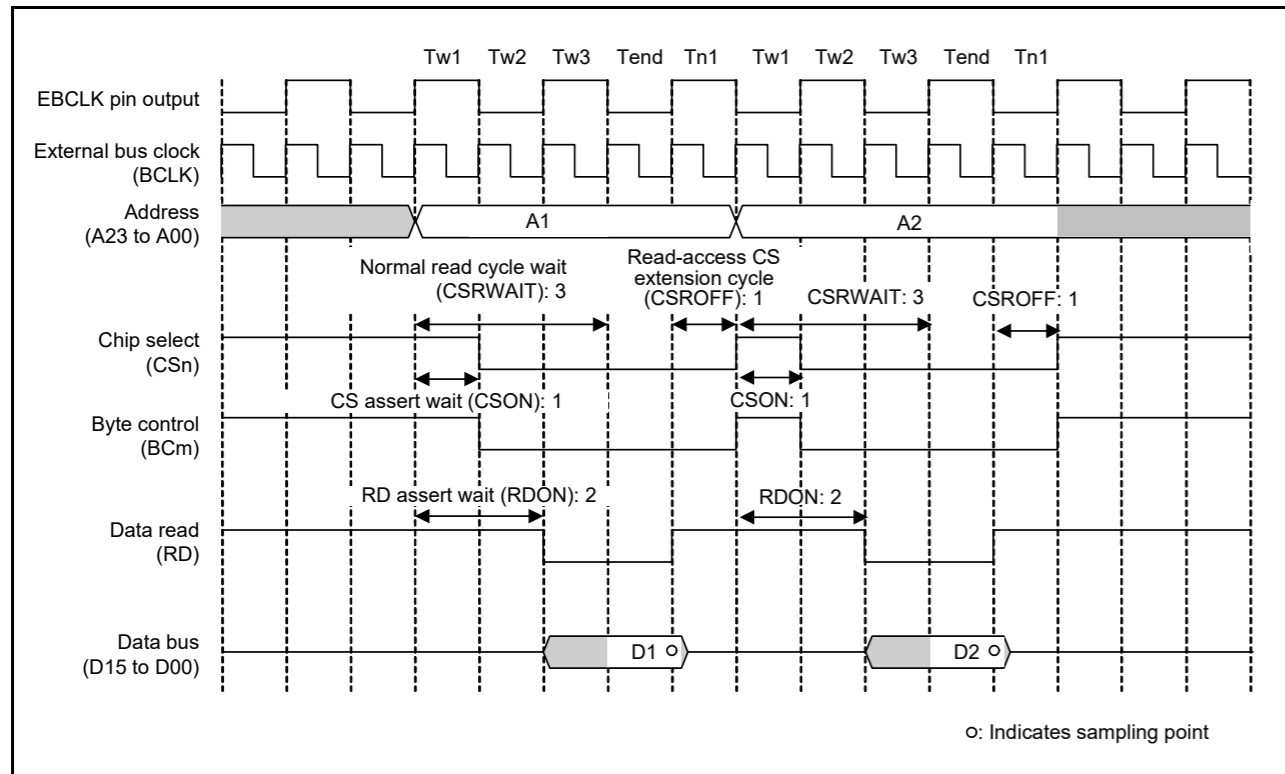 Tw1 Tw2 Tw3 Tend Tn1 Tw1 Tw2 Tw3 Tend Tn1
EBCLK pin output
External bus clock
(BCLK)
Address
(A23 to A00)
A1
A2
Normal read cycle wait
(CSRWAIT): 3
Read-access CS
extension cycle
(CSROFF): 1
CSRWAIT: 3
CSROFF: 1
Chip select
(CSn)
CS assert wait (CSON): 1
CSON: 1
Byte control
(BCm)
RD assert wait (RDON): 2
RDON: 2
Data read
(RD)
Data bus
(D15 to D00)
D1
D2
o: Indicates sampling point